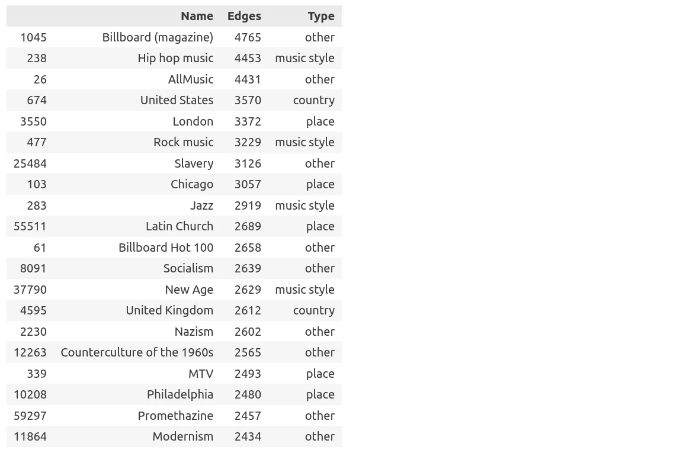 Name Edges Type
1045 Billboard (magazine) 4765 other
238 Hip hop music 4453 music style
26 AllMusic 4431 other
674 United States 3570 country
3550 London 3372 place
477 Rock music 3229 music style
25484 Slavery 3126 other
103 Chicago 3057 place
283 Jazz 2919 music style
55511 Latin Church 2689 place
61 Billboard Hot 100 2658 other
8091 Socialism 2639 other
37790 New Age 2629 music style
4595 United Kingdom 2612 country
2230 Nazism 2602 other
12263 Counterculture of the 1960s 2565 other
339 MTV 2493 place
10208 Philadelphia 2480 place
59297 Promethazine 2457 other
11864 Modernism 2434 other